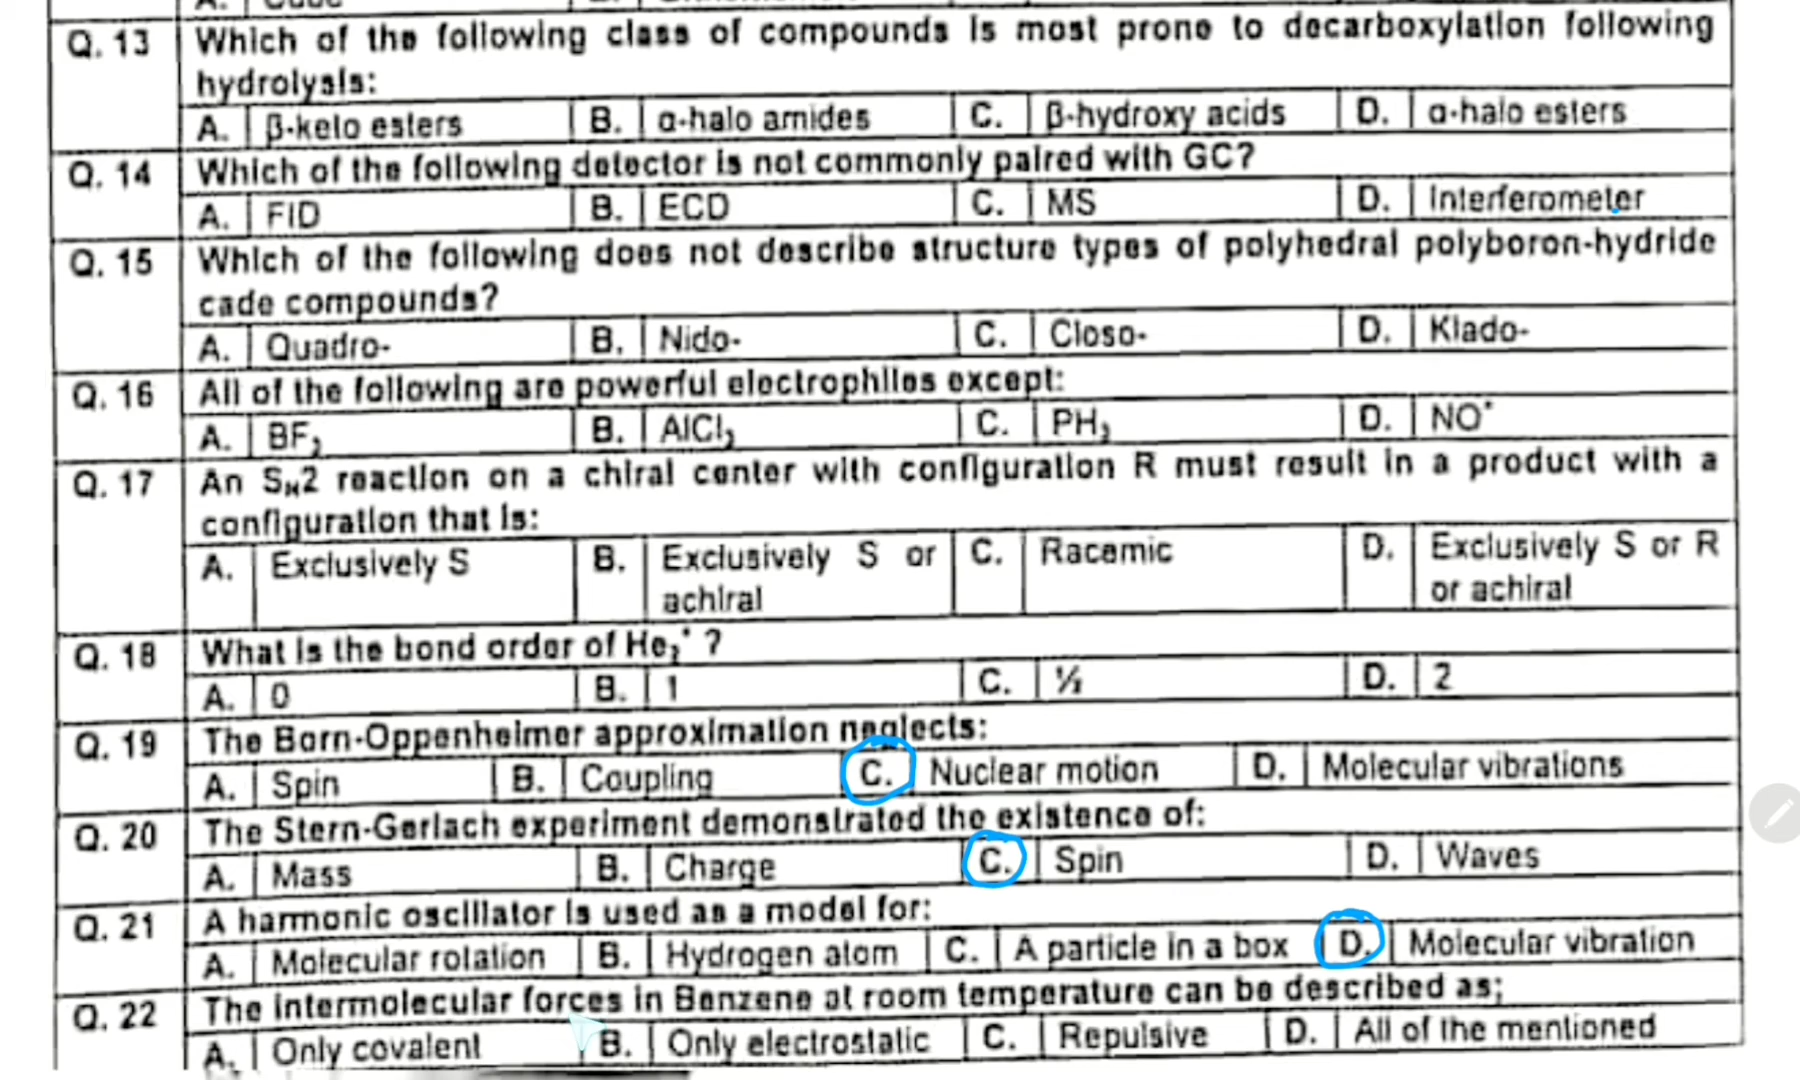 Q. 13 Which of the following class of compounds is most prone to decarboxylation following
hydrolysis:
A. β-keto esters B. α-halo amides C. β-hydroxy acids D. α-halo esters
Q. 14 Which of the following detector is not commonly paired with GC?
A. FID B. ECD C. MS D. Interferometer
Q. 15 Which of the following does not describe structure types of polyhedral polyboron-hydride
cade compounds?
A. Quadro- B. Nido- C. Closo- D. Klado-
Q. 16 All of the following are powerful electrophiles except:
A. BF₃ B. AlCl₃ C. PH₃ D. NO⁺
Q. 17 An SN2 reaction on a chiral center with configuration R must result in a product with a
configuration that is:
A. Exclusively S B. Exclusively S or C. Racemic D. Exclusively S or R
achiral or achiral
Q. 18 What is the bond order of He₂⁺ ?
A. 0 B. 1 C. ½ D. 2
Q. 19 The Born-Oppenheimer approximation neglects:
A. Spin B. Coupling C. Nuclear motion D. Molecular vibrations
Q. 20 The Stern-Gerlach experiment demonstrated the existence of:
A. Mass B. Charge C. Spin D. Waves
Q. 21 A harmonic oscillator is used as a model for:
A. Molecular rotation B. Hydrogen atom C. A particle in a box D. Molecular vibration
Q. 22 The intermolecular forces in Benzene at room temperature can be described as;
A. Only covalent B. Only electrostatic C. Repulsive D. All of the mentioned